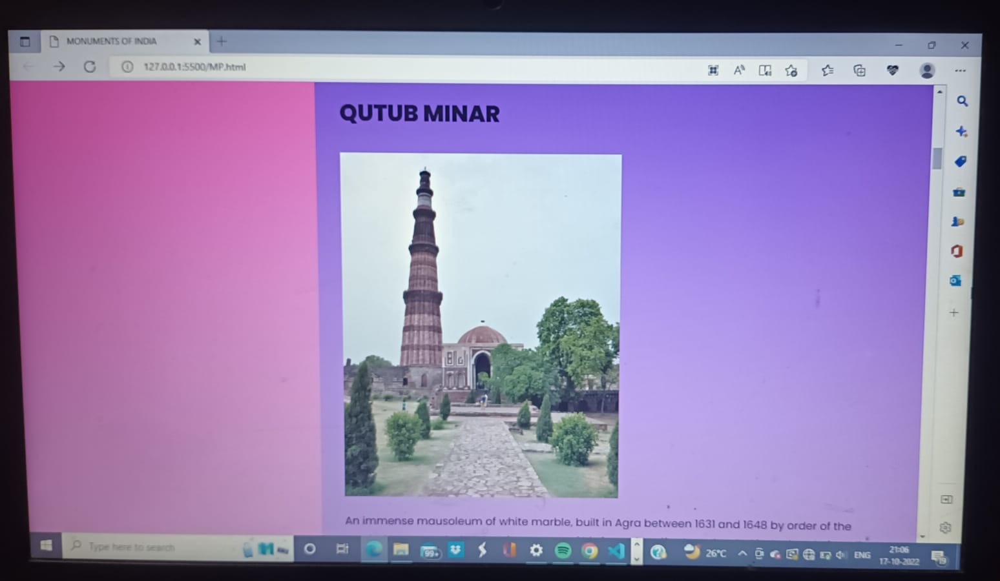 MONUMENTS OF INDIA
127.0.0.1:5500/MP.html
QUTUB MINAR
An immense mausoleum of white marble, built in Agra between 1631 and 1648 by order of the
Type here to search
99+
26°C
ENG
21:06
17-10-2022
19